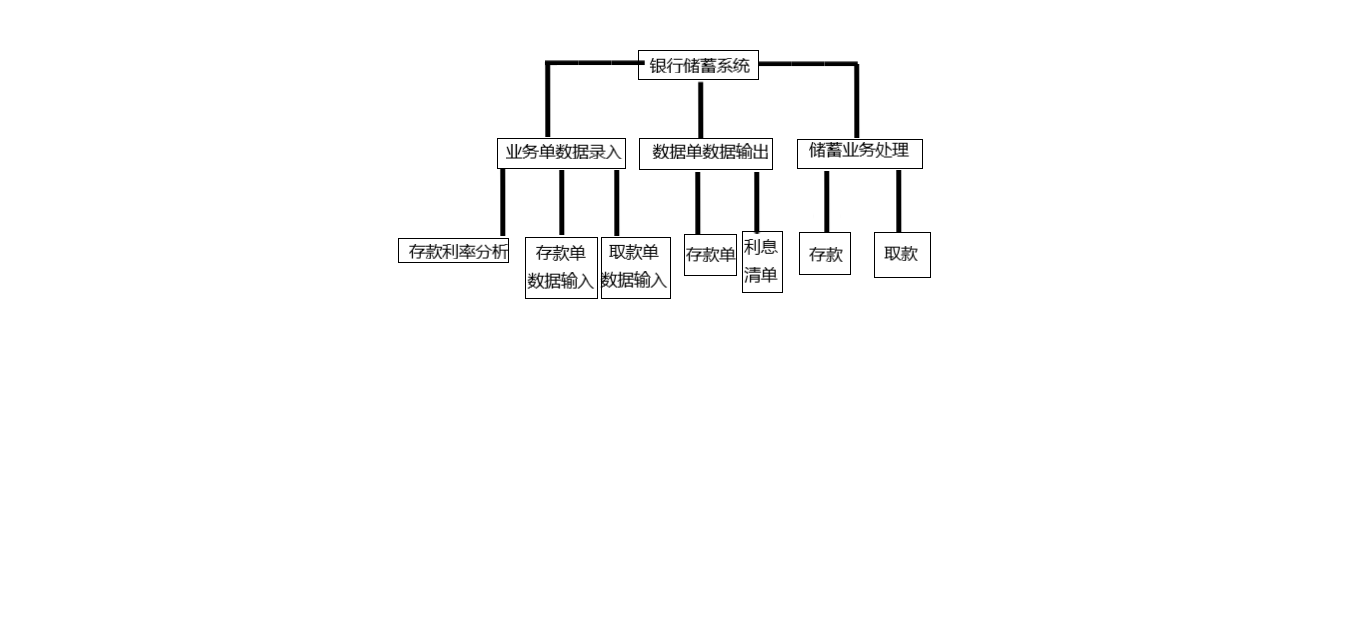 银行储蓄系统
业务单数据录入
数据单数据输出
储蓄业务处理
存款利率分析
存款单
数据输入
取款单
数据输入
存款单
利息
清单
存款
取款